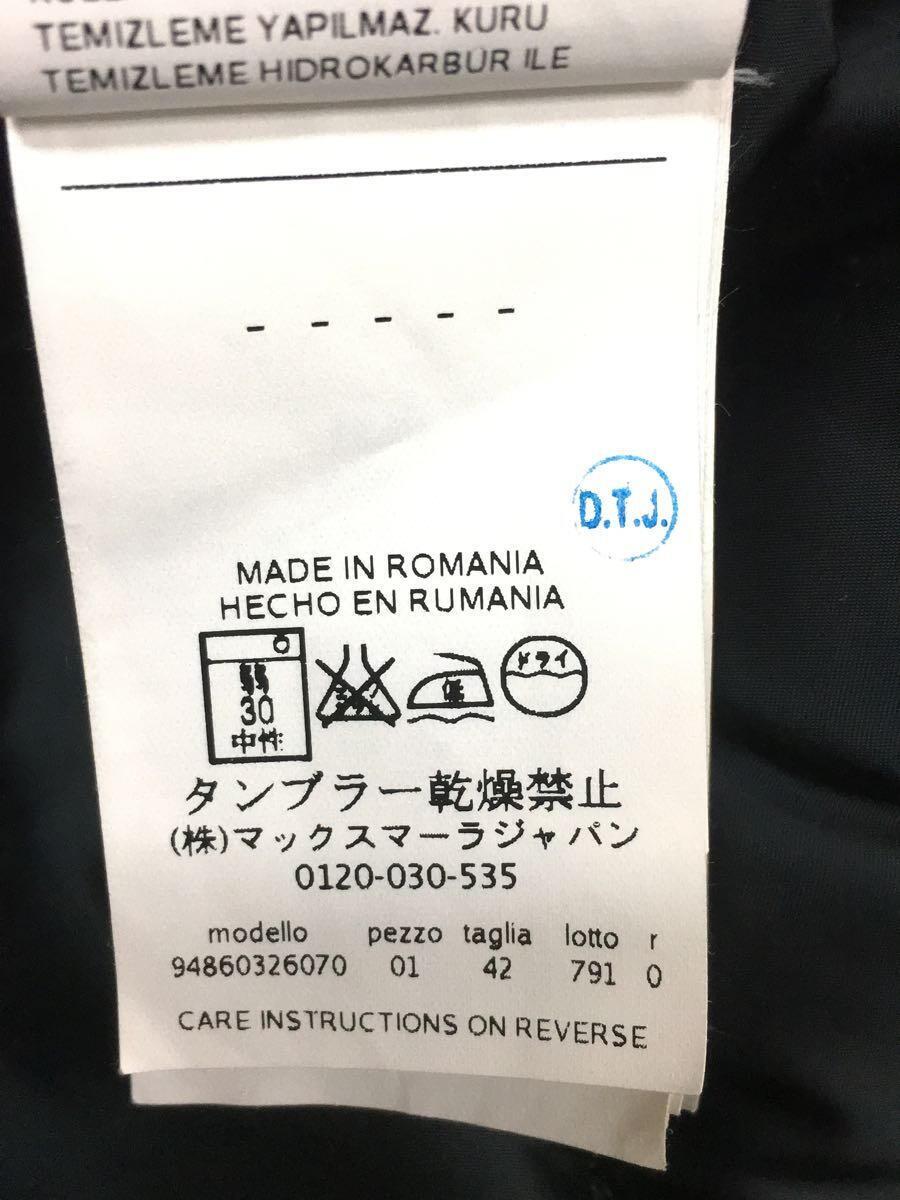 TEMIZLEME YAPILMAZ. KURU
TEMIZLEME HIDROKARBÜR ILE
- - - - -
D.T.J.
MADE IN ROMANIA
HECHO EN RUMANIA
弱
30
中性
低
ドライ
タンブラー乾燥禁止
(株)マックスマーラジャパン
0120-030-535
modello pezzo taglia lotto r
94860326070 01 42 791 0
CARE INSTRUCTIONS ON REVERSE